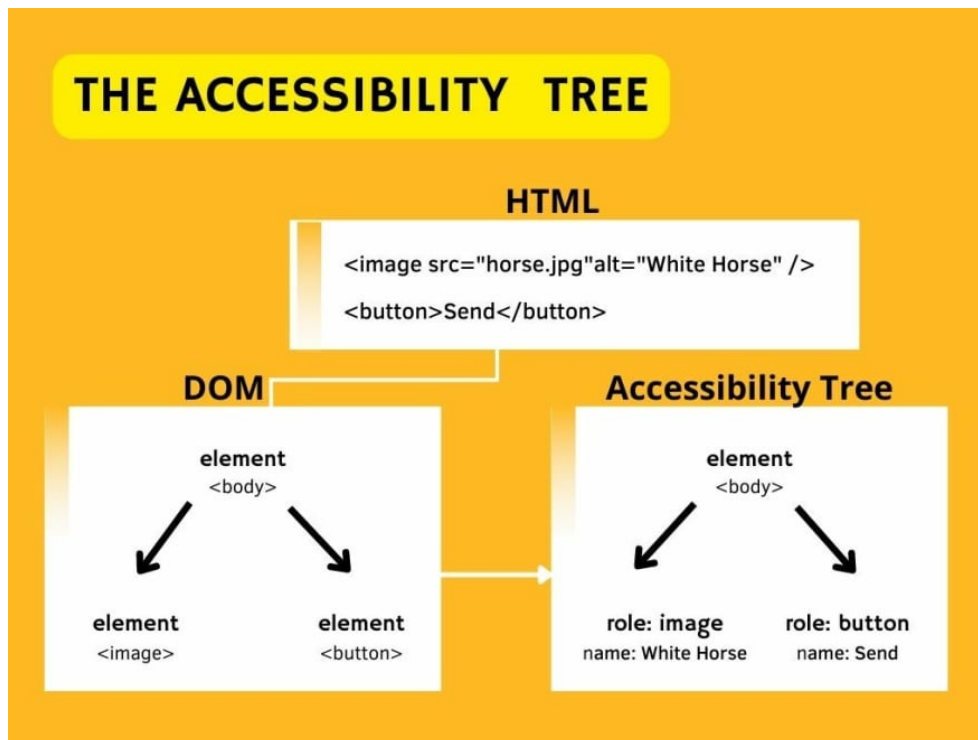 THE ACCESSIBILITY TREE
HTML
<image src="horse.jpg"alt="White Horse" />
<button>Send</button>
DOM
element
<body>
element
<image>
element
<button>
Accessibility Tree
element
<body>
role: image
name: White Horse
role: button
name: Send